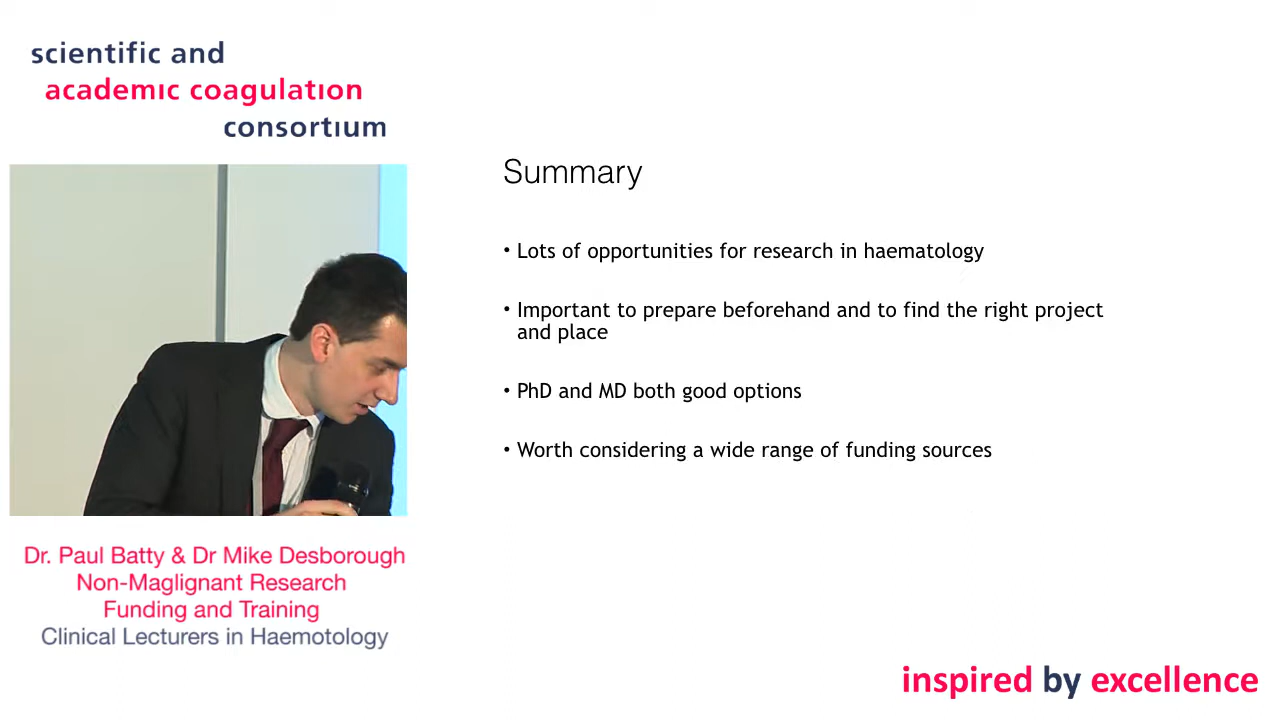 scientific and
academic coagulation
consortium
Summary
• Lots of opportunities for research in haematology
• Important to prepare beforehand and to find the right project
and place
• PhD and MD both good options
• Worth considering a wide range of funding sources
Dr. Paul Batty & Dr Mike Desborough
Non-Maglignant Research
Funding and Training
Clinical Lecturers in Haemotology
inspired by excellence